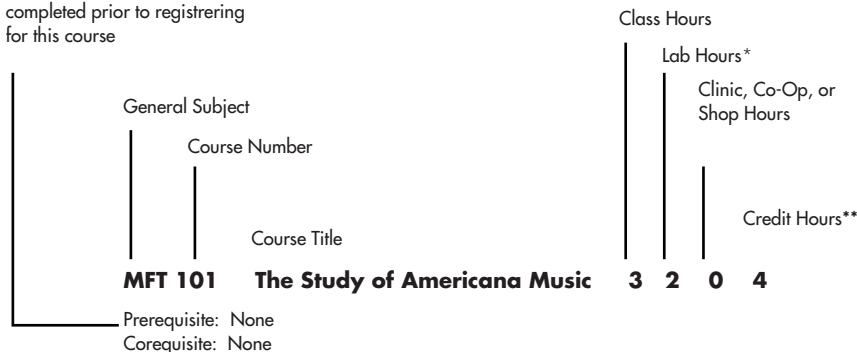 completed prior to registrering
for this course
Class Hours
Lab Hours*
Clinic, Co-Op, or
Shop Hours
General Subject
Course Number
Credit Hours**
Course Title
MFT 101 The Study of Americana Music 3 2 0 4
Prerequisite: None
Corequisite: None